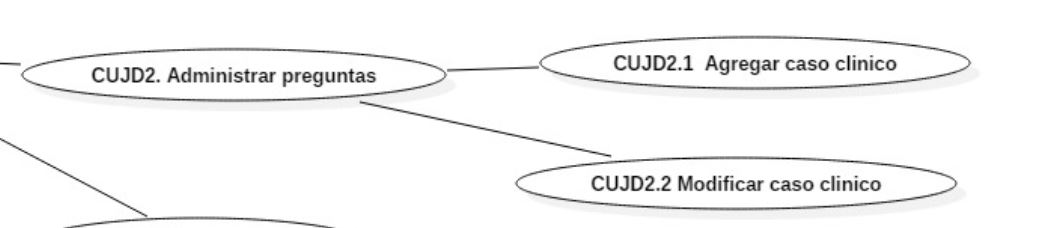 CUJD2. Administrar preguntas
CUJD2.1 Agregar caso clinico
CUJD2.2 Modificar caso clinico